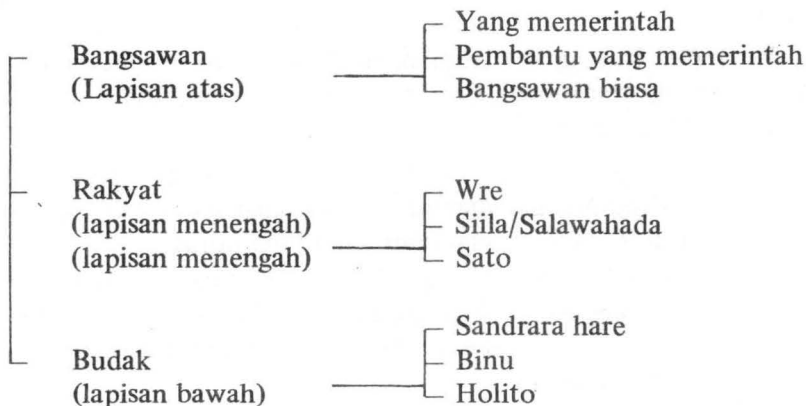 Bangsawan
(Lapisan atas)
Yang memerintah
Pembantu yang memerintah
Bangsawan biasa
Rakyat
(lapisan menengah)
(lapisan menengah)
Wre
Siila/Salawahada
Sato
Budak
(lapisan bawah)
Sandrara hare
Binu
Holito